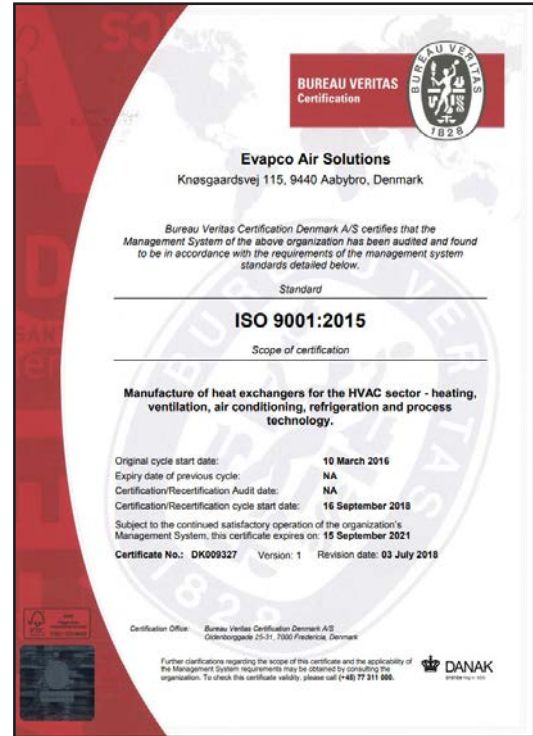 BUREAU VERITAS
Certification
BUREAU VERITAS
1828
Evapco Air Solutions
Knøsgaardsvej 115, 9440 Aabybro, Denmark
Bureau Veritas Certification Denmark A/S certifies that the
Management System of the above organization has been audited and found
to be in accordance with the requirements of the management system
standards detailed below.
Standard
ISO 9001:2015
Scope of certification
Manufacture of heat exchangers for the HVAC sector - heating,
ventilation, air conditioning, refrigeration and process
technology.
Original cycle start date: 10 March 2016
Expiry date of previous cycle: NA
Certification/Recertification Audit date: NA
Certification/Recertification cycle start date: 16 September 2018
Subject to the continued satisfactory operation of the organization's
Management System, this certificate expires on: 15 September 2021
Certificate No.: DK009327 Version: 1 Revision date: 03 July 2018
Certification Office: Bureau Veritas Certification Denmark A/S
Oldenborggade 25-31, 7000 Fredericia, Denmark
Further clarifications regarding the scope of this certificate and the applicability of
the Management System requirements may be obtained by consulting the
organization. To check this certificate validity, please call (+45) 77 311 000.
DANAK